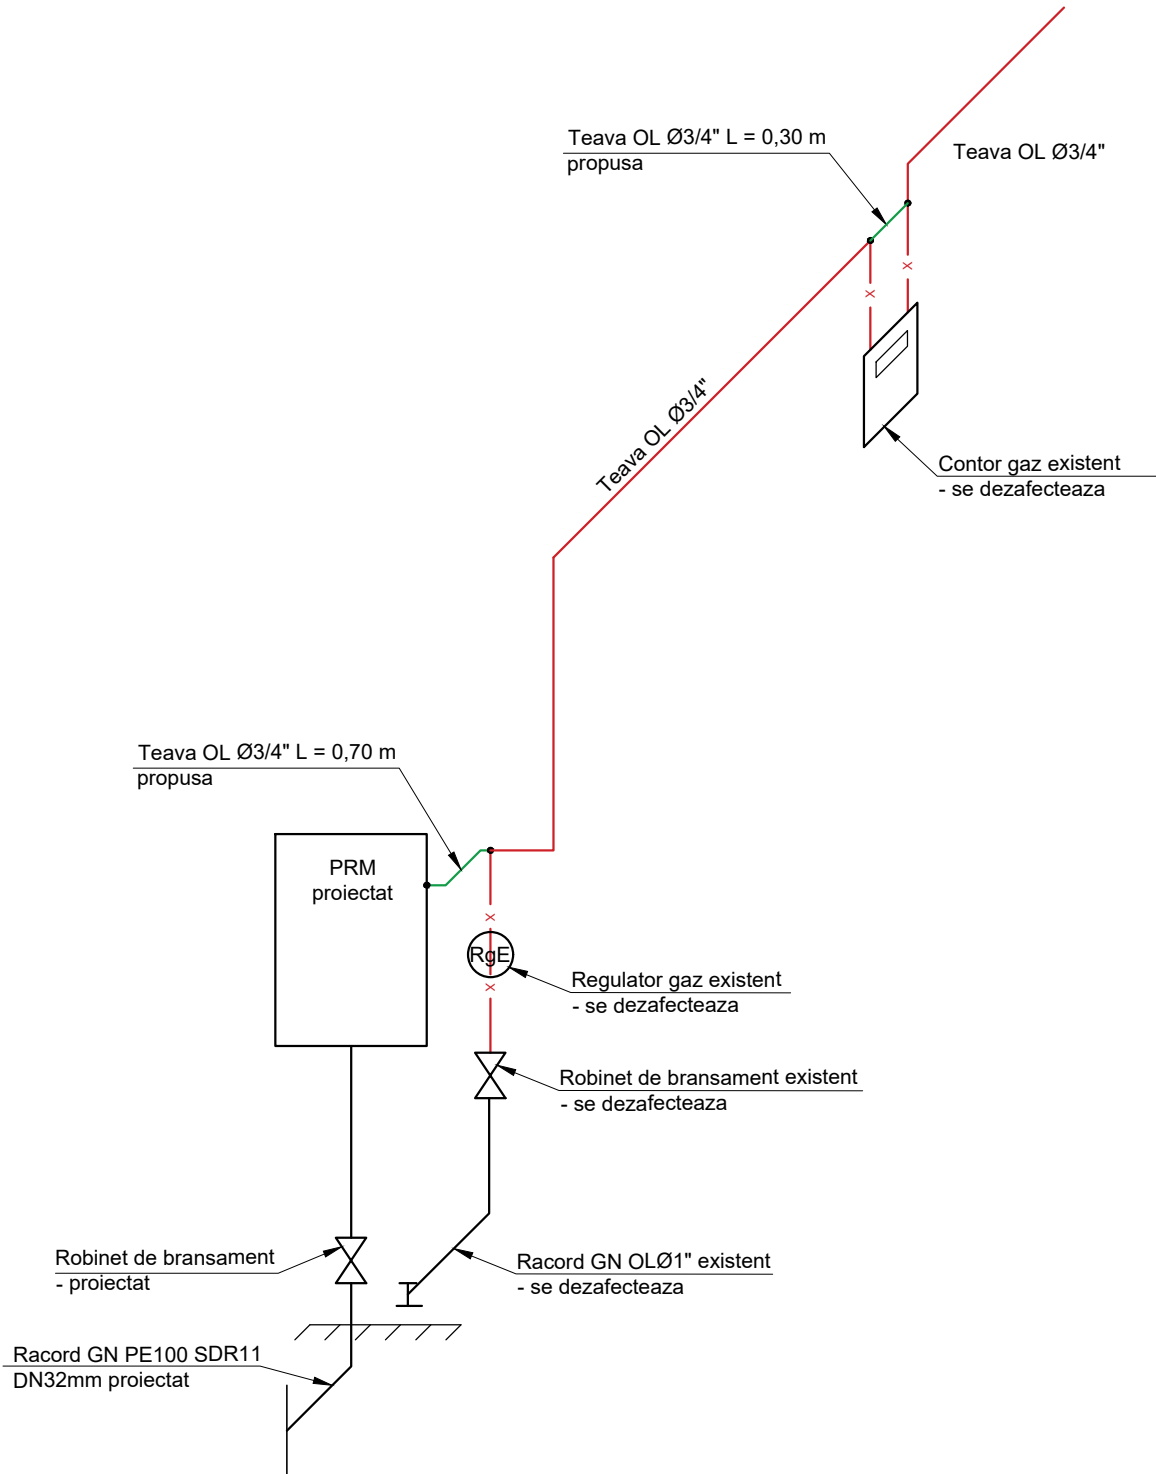 Teava OL Ø3/4" L = 0,30 m
propusa
Teava OL Ø3/4"
x
x
Teava OL Ø3/4"
Contor gaz existent
- se dezafecteaza
Teava OL Ø3/4" L = 0,70 m
propusa
PRM
proiectat
x
RgE
x
Regulator gaz existent
- se dezafecteaza
Robinet de bransament existent
- se dezafecteaza
Robinet de bransament
- proiectat
Racord GN OLØ1" existent
- se dezafecteaza
Racord GN PE100 SDR11
DN32mm proiectat